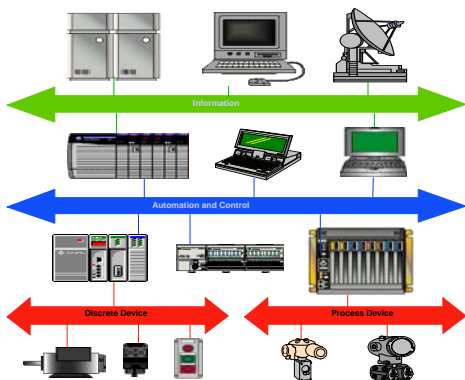 Information
Automation and Control
Discrete Device
Process Device